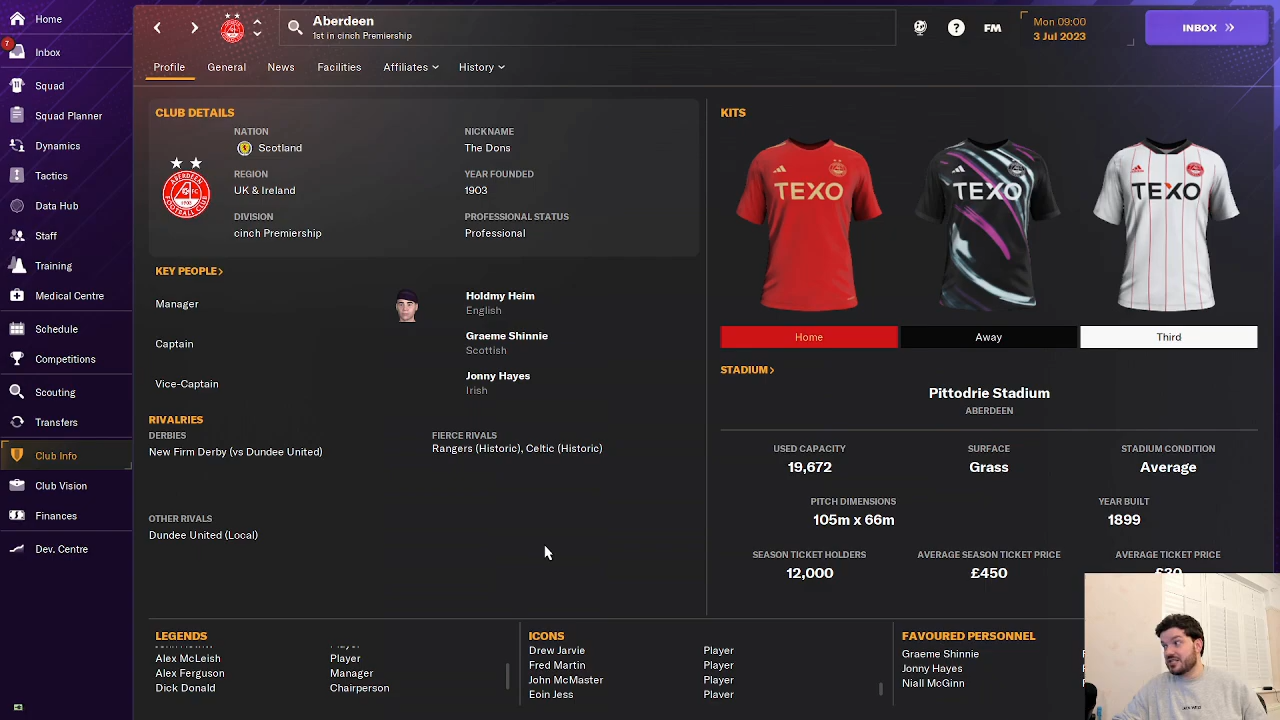 Home
7
Inbox
Squad
Squad Planner
Dynamics
Tactics
Data Hub
Staff
Training
Medical Centre
Schedule
Competitions
Scouting
Transfers
Club Info
Club Vision
Finances
Dev. Centre
Aberdeen
1st in cinch Premiership
FM
Mon 09:00
3 Jul 2023
INBOX
Profile
General
News
Facilities
Affiliates
History
CLUB DETAILS
ABERDEEN
1903
FOOTBALL CLUB
NATION
Scotland
NICKNAME
The Dons
REGION
UK & Ireland
YEAR FOUNDED
1903
DIVISION
cinch Premiership
PROFESSIONAL STATUS
Professional
KEY PEOPLE
Manager
Holdmy Heim
English
Captain
Graeme Shinnie
Scottish
Vice-Captain
Jonny Hayes
Irish
RIVALRIES
DERBIES
New Firm Derby (vs Dundee United)
FIERCE RIVALS
Rangers (Historic), Celtic (Historic)
OTHER RIVALS
Dundee United (Local)
KITS
TEXO
TEXO
TEXO
Home
Away
Third
STADIUM
Pittodrie Stadium
ABERDEEN
USED CAPACITY
19,672
SURFACE
Grass
STADIUM CONDITION
Average
PITCH DIMENSIONS
105m x 66m
YEAR BUILT
1899
SEASON TICKET HOLDERS
12,000
AVERAGE SEASON TICKET PRICE
£450
AVERAGE TICKET PRICE
LEGENDS
Alex McLeish Player
Alex Ferguson Manager
Dick Donald Chairperson
ICONS
Drew Jarvie Player
Fred Martin Player
John McMaster Player
Eoin Jess Player
FAVOURED PERSONNEL
Graeme Shinnie
Jonny Hayes
Niall McGinn